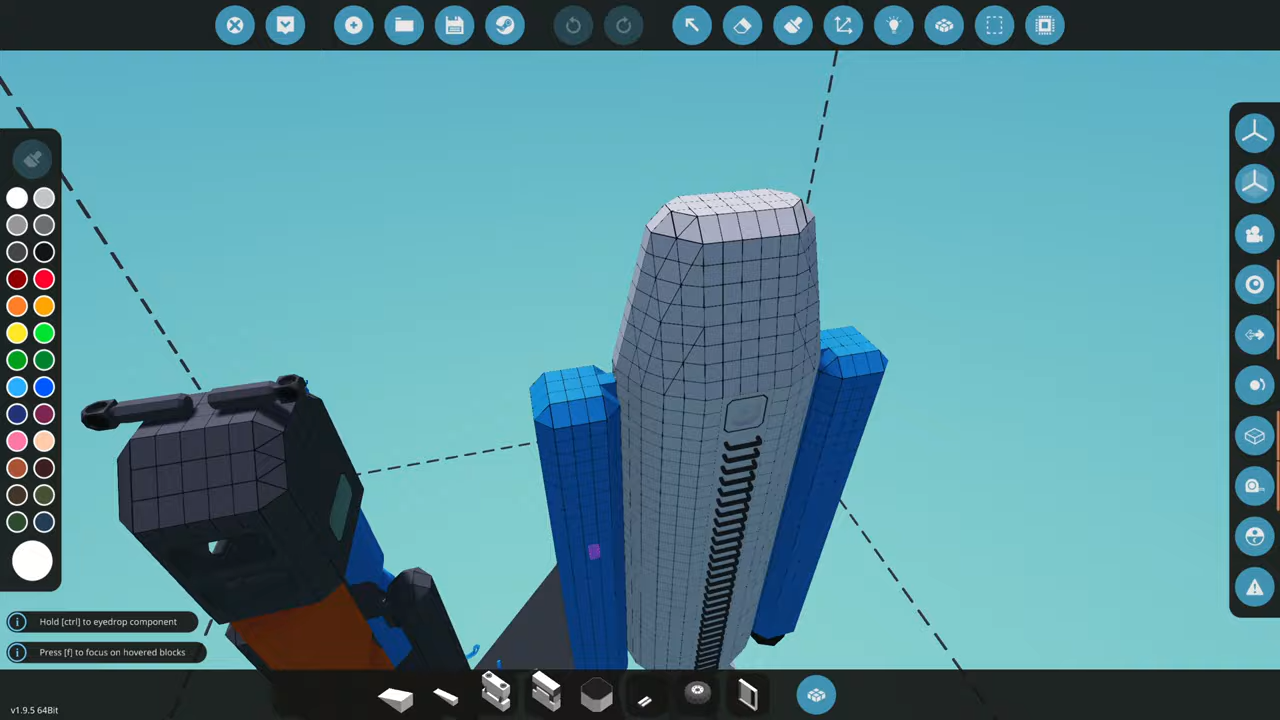 Hold [ctrl] to eyedrop component
Press [f] to focus on hovered blocks
v1.9.5 64Bit